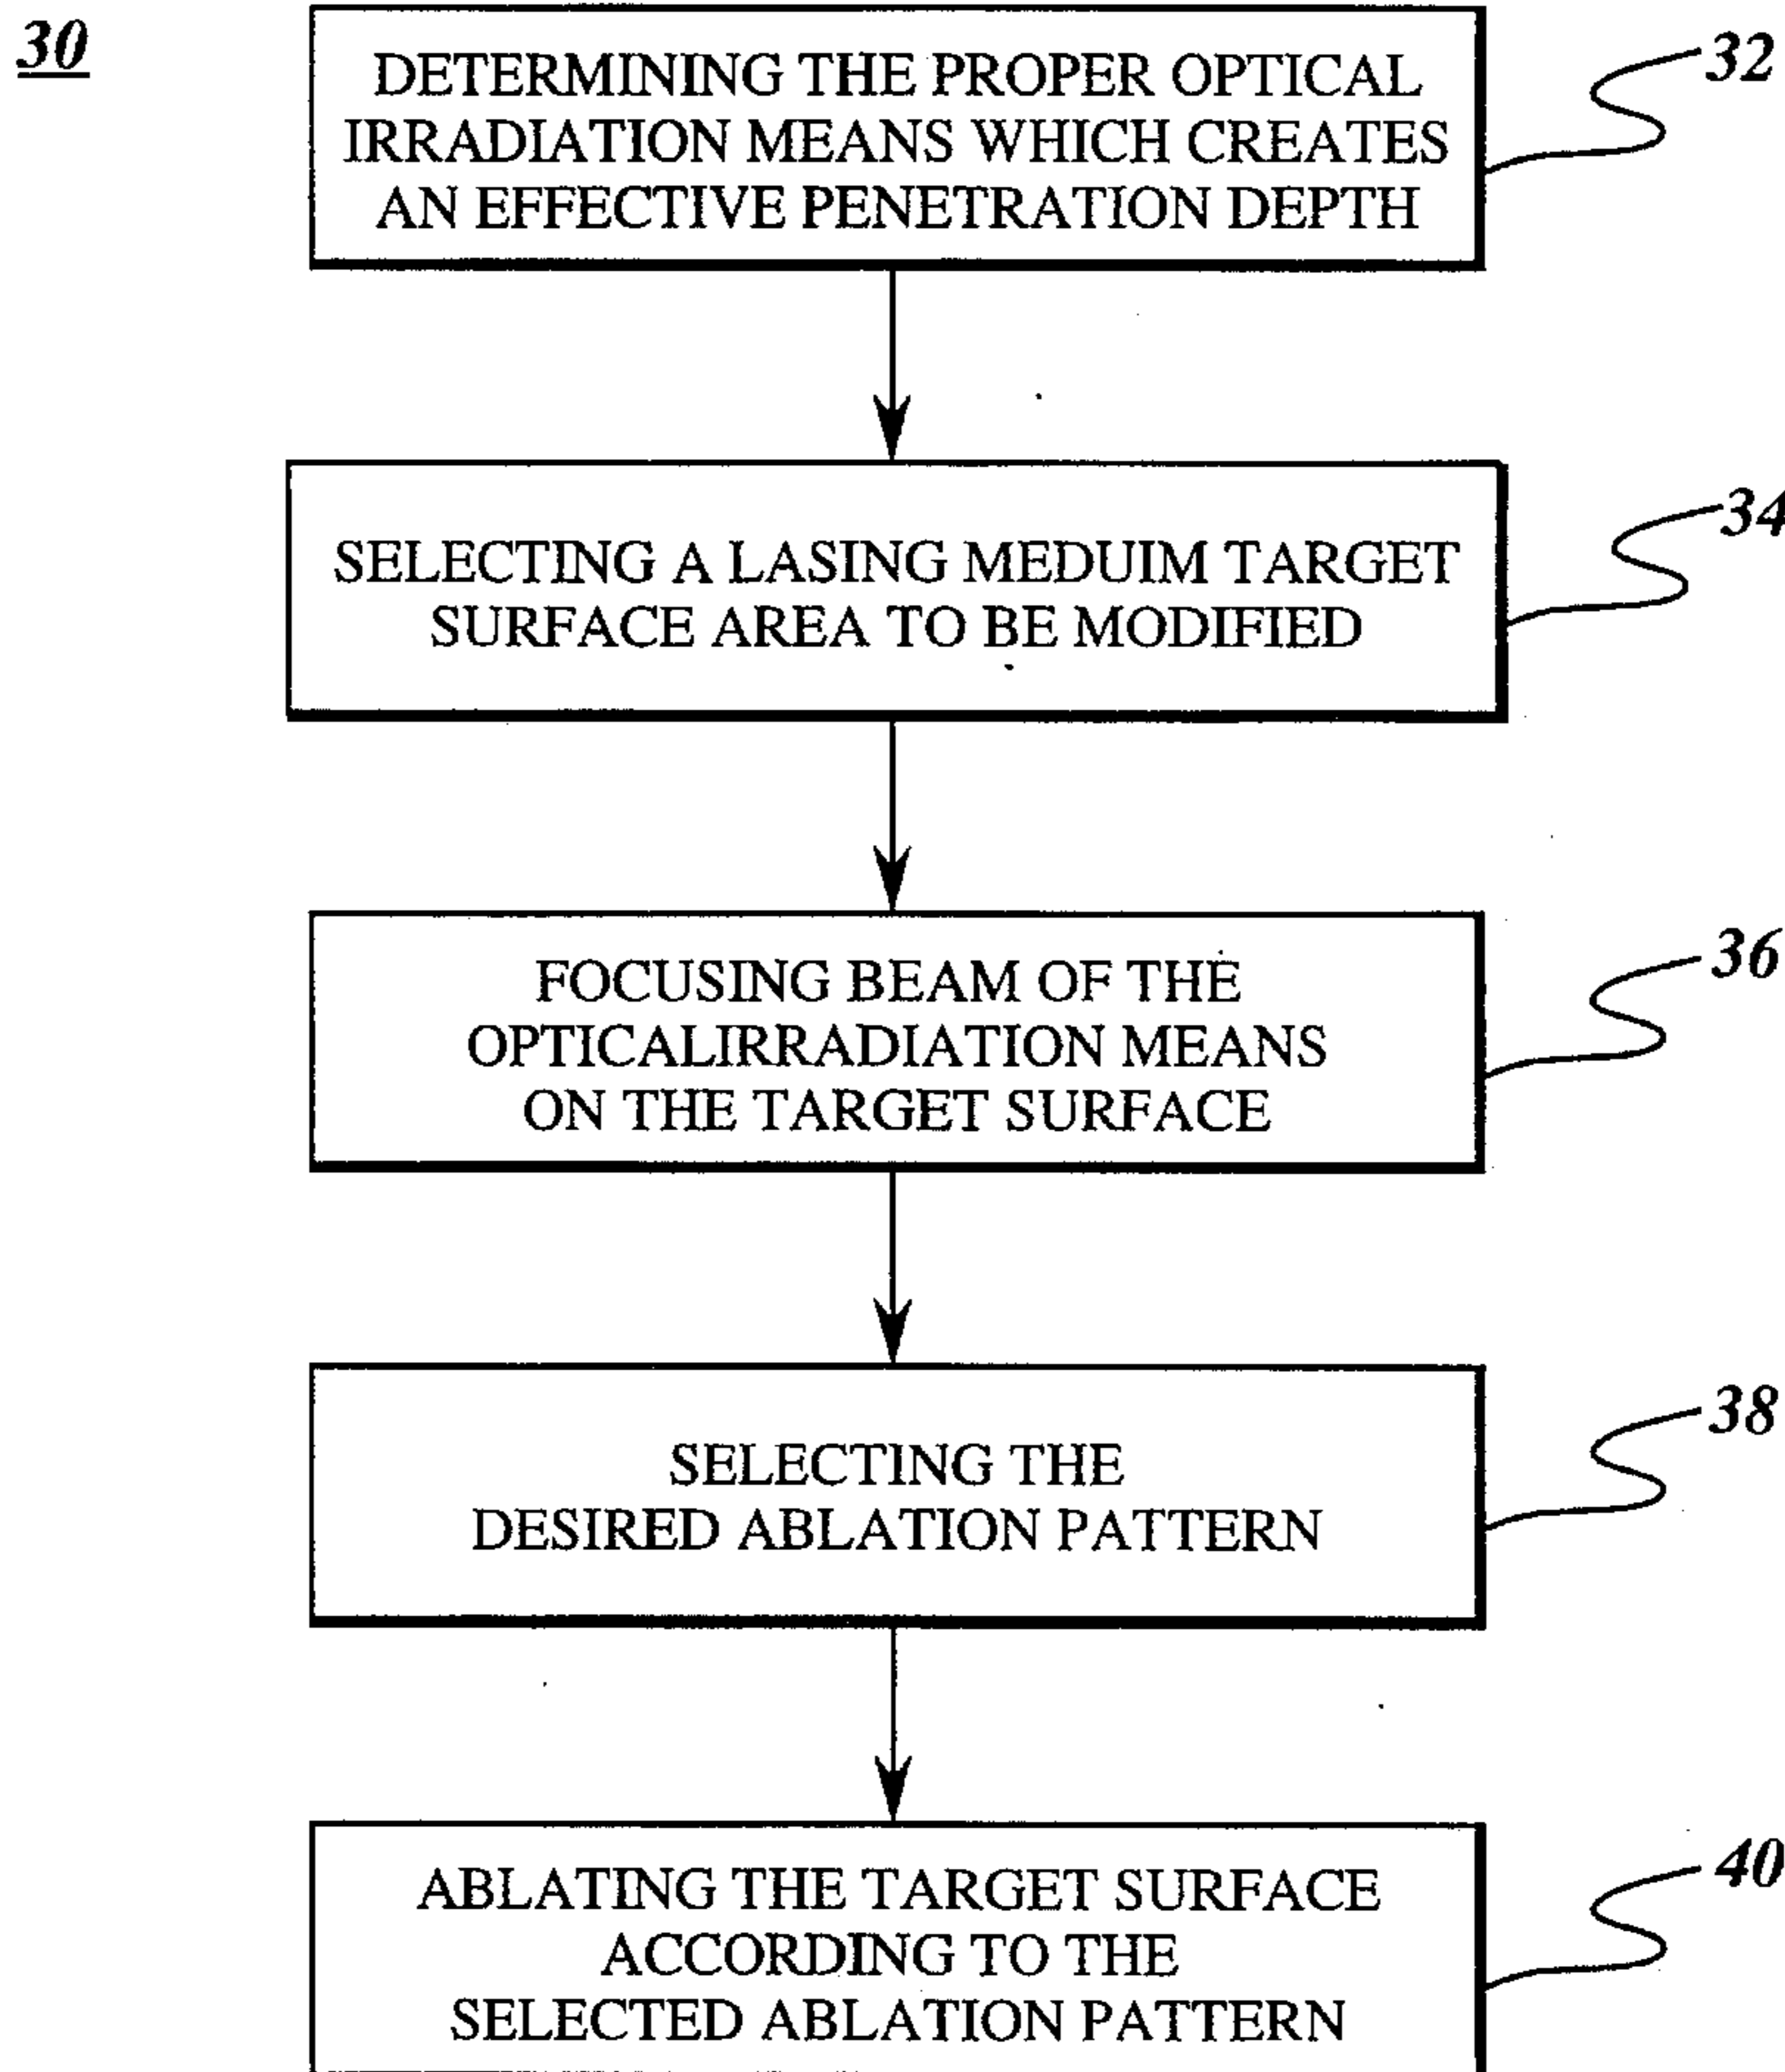 30
DETERMINING THE PROPER OPTICAL
IRRADIATION MEANS WHICH CREATES
AN EFFECTIVE PENETRATION DEPTH
32
SELECTING A LASING MEDUIM TARGET
SURFACE AREA TO BE MODIFIED
34
FOCUSING BEAM OF THE
OPTICALIRRADIATION MEANS
ON THE TARGET SURFACE
36
SELECTING THE
DESIRED ABLATION PATTERN
38
ABLATING THE TARGET SURFACE
ACCORDING TO THE
SELECTED ABLATION PATTERN
40